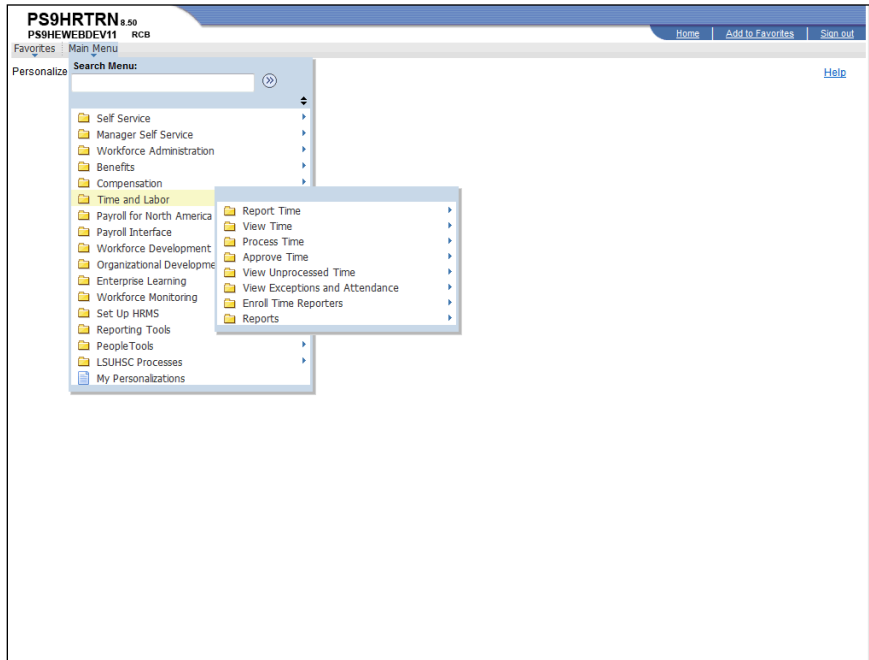 PS9HRTRN 8.50
PS9HEWEBDEV11 RCB
Home Add to Favorites Sign out
Favorites Main Menu
Personalize
Help
Search Menu:
Self Service
Manager Self Service
Workforce Administration
Benefits
Compensation
Time and Labor
Payroll for North America
Payroll Interface
Workforce Development
Organizational Developme
Enterprise Learning
Workforce Monitoring
Set Up HRMS
Reporting Tools
PeopleTools
LSUHSC Processes
My Personalizations
Report Time
View Time
Process Time
Approve Time
View Unprocessed Time
View Exceptions and Attendance
Enroll Time Reporters
Reports